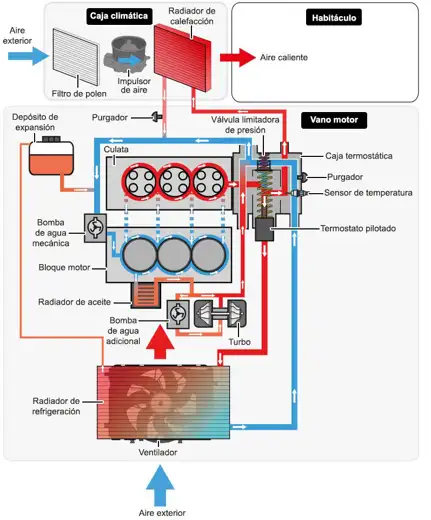 Caja climática
Radiador de
calefacción
Habitáculo
Aire
exterior
Aire caliente
Filtro de polen
Impulsor
de aire
Vano motor
Depósito de
expansión
Purgador
Válvula limitadora
de presión
Culata
Caja termostática
Purgador
Sensor de temperatura
Bomba
de agua
mecánica
Termostato pilotado
Bloque motor
Radiador de aceite
Bomba
de agua
adicional
Turbo
Radiador de
refrigeración
Ventilador
Aire exterior